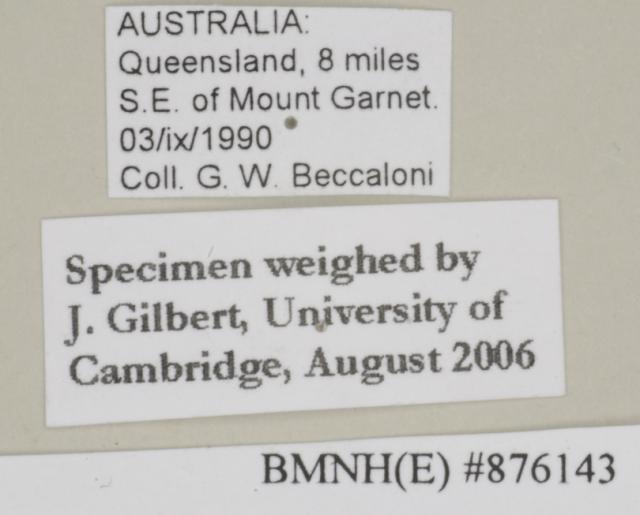 AUSTRALIA:
Queensland, 8 miles
S.E. of Mount Garnet.
03/ix/1990
Coll. G. W. Beccaloni
Specimen weighed by
J. Gilbert, University of
Cambridge, August 2006
BMNH(E) #876143